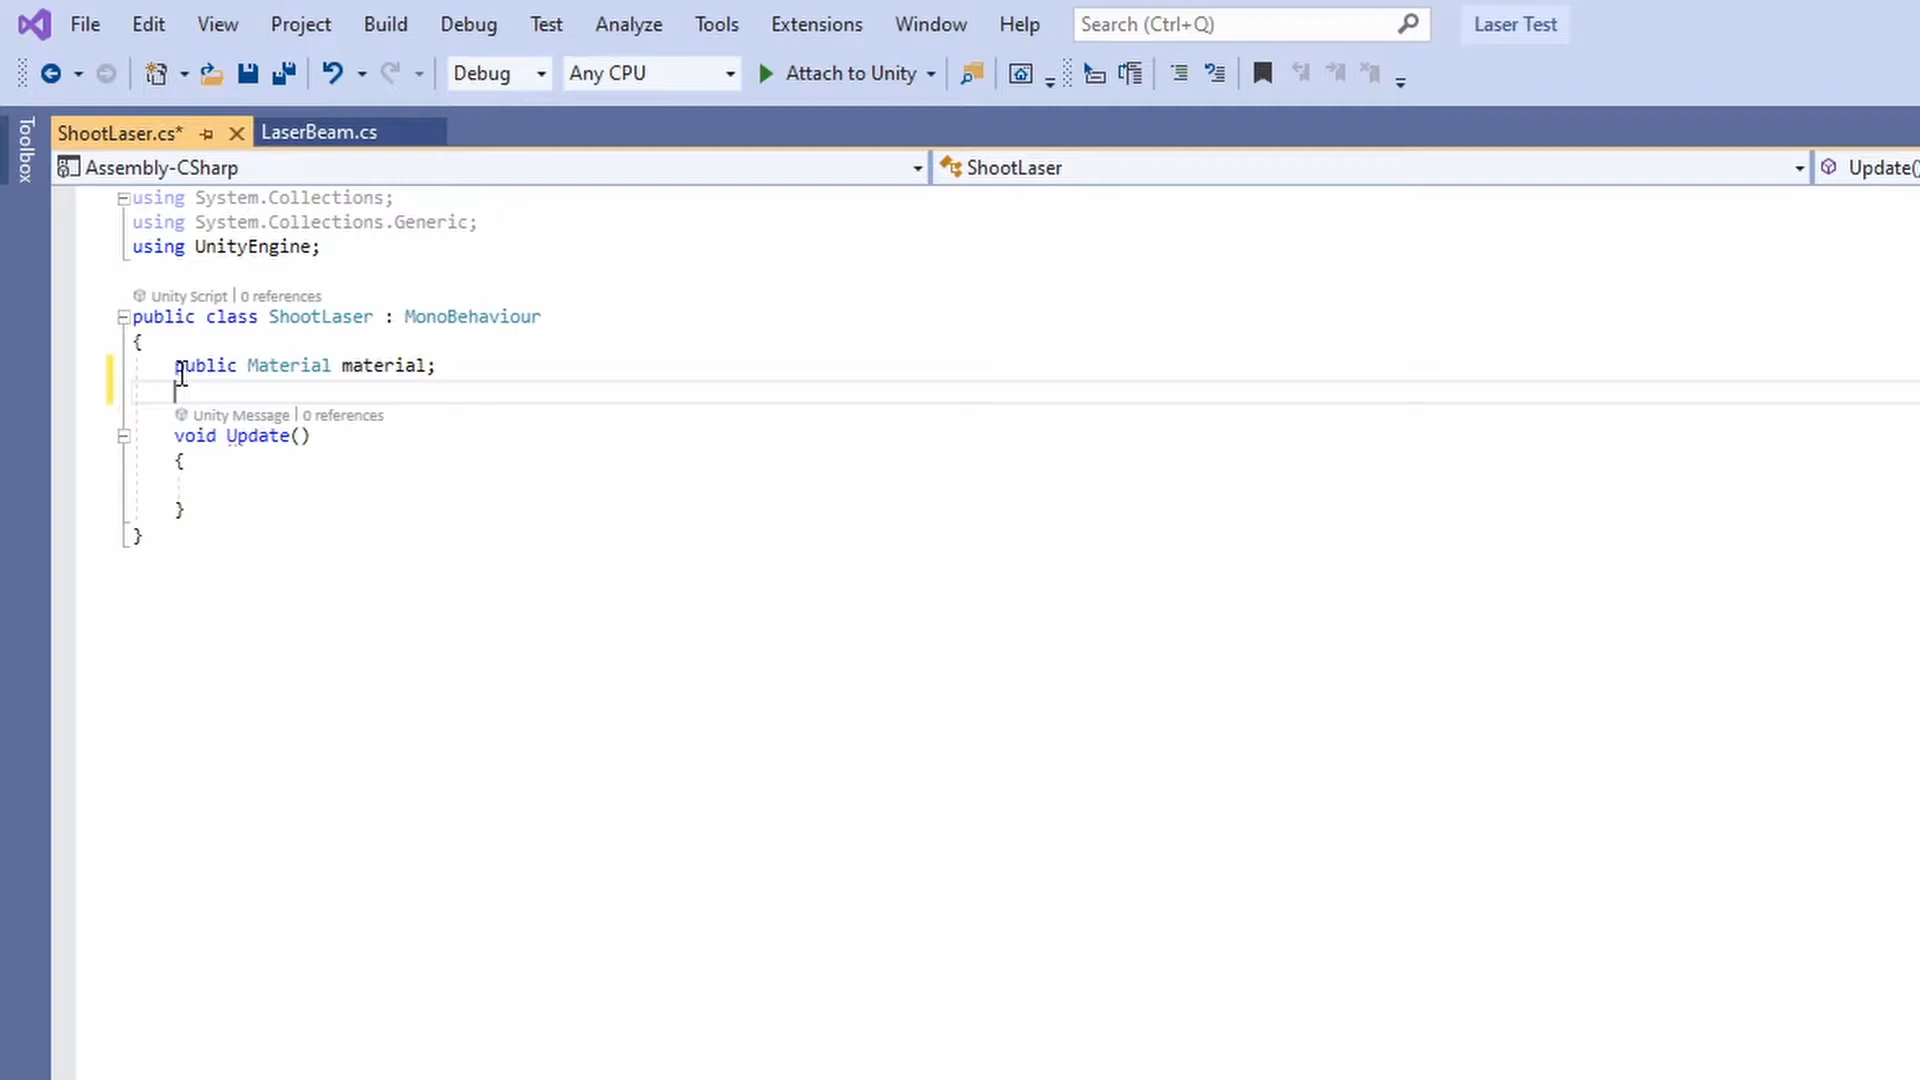 File Edit View Project Build Debug Test Analyze Tools Extensions Window Help Search (Ctrl+Q) Laser Test
Debug Any CPU Attach to Unity
Toolbox
ShootLaser.cs* LaserBeam.cs
Assembly-CSharp ShootLaser Update()
using System.Collections;
using System.Collections.Generic;
using UnityEngine;
Unity Script | 0 references
public class ShootLaser : MonoBehaviour
{
public Material material;
Unity Message | 0 references
void Update()
{
}
}